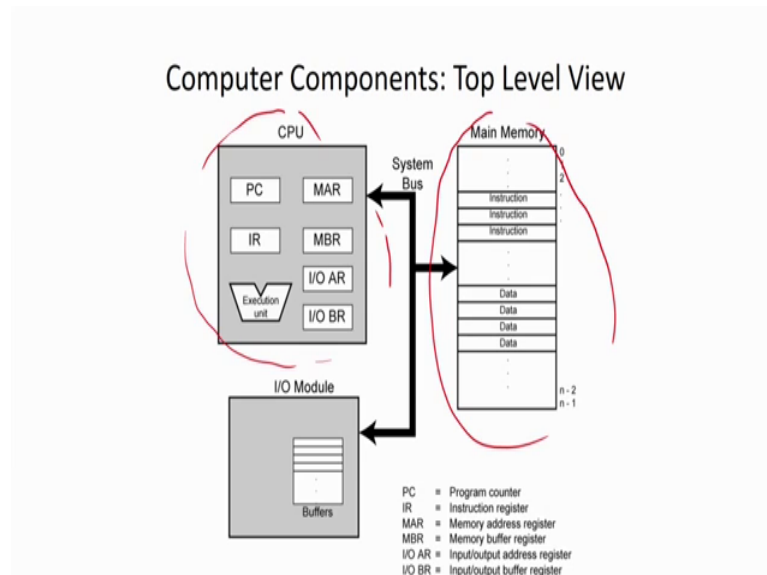 Computer Components: Top Level View
CPU
PC
MAR
IR
MBR
I/O AR
Execution
unit
I/O BR
System
Bus
Main Memory
0
2
Instruction
Instruction
Instruction
Data
Data
Data
Data
n - 2
n - 1
I/O Module
Buffers
PC = Program counter
IR = Instruction register
MAR = Memory address register
MBR = Memory buffer register
I/O AR = Input/output address register
I/O BR = Input/output buffer register